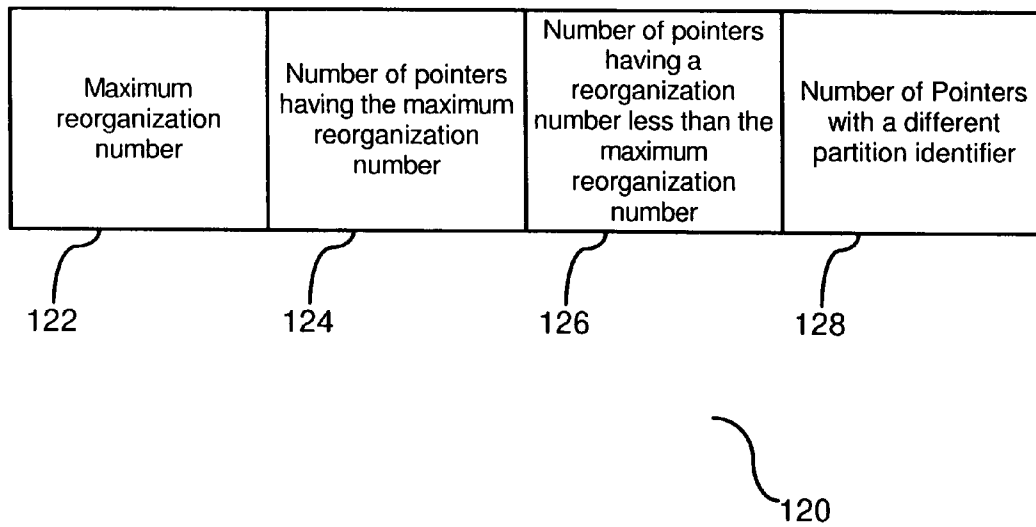 Maximum
reorganization
number
Number of pointers
having the maximum
reorganization
number
Number of pointers
having a
reorganization
number less than the
maximum
reorganization
number
Number of Pointers
with a different
partition identifier
122
124
126
128
120